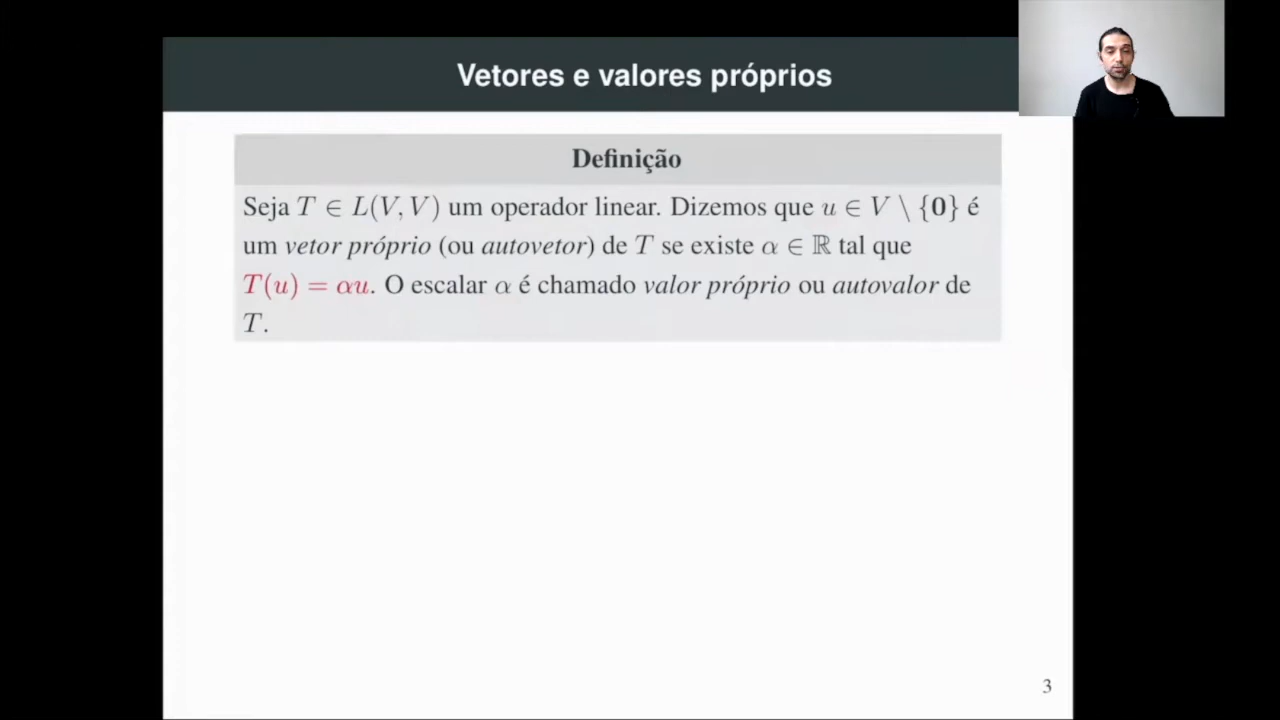 Vetores e valores próprios
Definição
Seja T ∈ L(V, V) um operador linear. Dizemos que u ∈ V \ {0} é
um vetor próprio (ou autovetor) de T se existe α ∈ ℝ tal que
T(u) = αu. O escalar α é chamado valor próprio ou autovalor de
T.
3